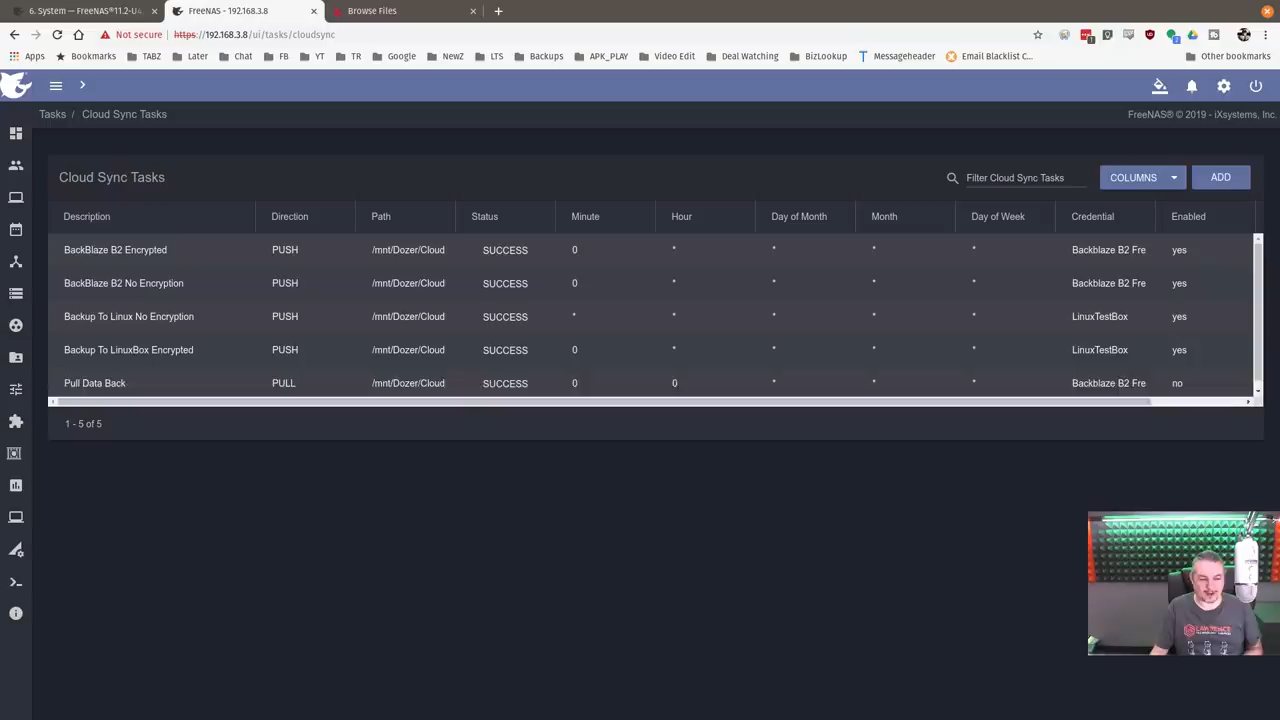 6. System — FreeNAS®11.2-U4
FreeNAS - 192.168.3.8
Browse Files
Not secure
https://192.168.3.8/ui/tasks/cloudsync
Apps
Bookmarks
TABZ
Later
Chat
FB
YT
TR
Google
NewZ
LTS
Backups
APK_PLAY
Video Edit
Deal Watching
BizLookup
Messageheader
Email Blacklist C...
Other bookmarks
Tasks / Cloud Sync Tasks
FreeNAS® © 2019 - iXsystems, Inc.
Cloud Sync Tasks
Filter Cloud Sync Tasks
COLUMNS
ADD
Description Direction Path Status Minute Hour Day of Month Month Day of Week Credential Enabled
BackBlaze B2 Encrypted PUSH /mnt/Dozer/Cloud SUCCESS 0 * * * * Backblaze B2 Fre yes
BackBlaze B2 No Encryption PUSH /mnt/Dozer/Cloud SUCCESS 0 * * * * Backblaze B2 Fre yes
Backup To Linux No Encryption PUSH /mnt/Dozer/Cloud SUCCESS * * * * * LinuxTestBox yes
Backup To LinuxBox Encrypted PUSH /mnt/Dozer/Cloud SUCCESS 0 * * * * LinuxTestBox yes
Pull Data Back PULL /mnt/Dozer/Cloud SUCCESS 0 0 * * * Backblaze B2 Fre no
1 - 5 of 5
LAWRENCE